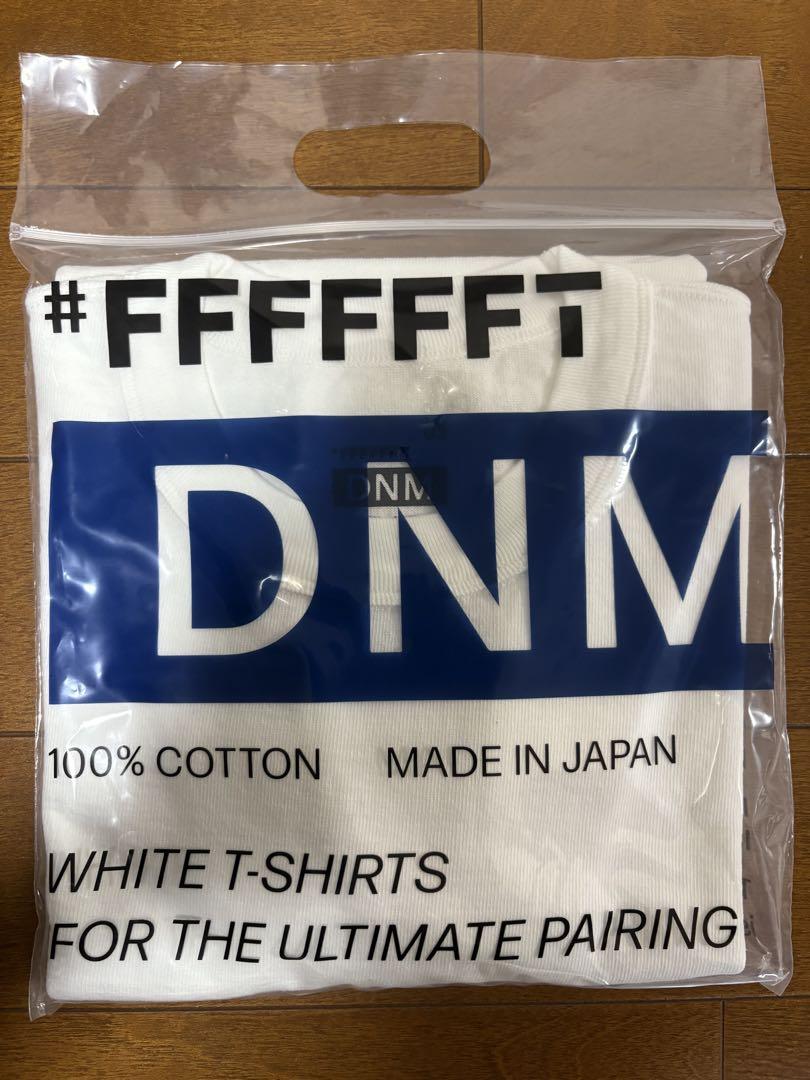 #FFFFFFT
DNM
DNM
100% COTTON MADE IN JAPAN
WHITE T-SHIRTS
FOR THE ULTIMATE PAIRING